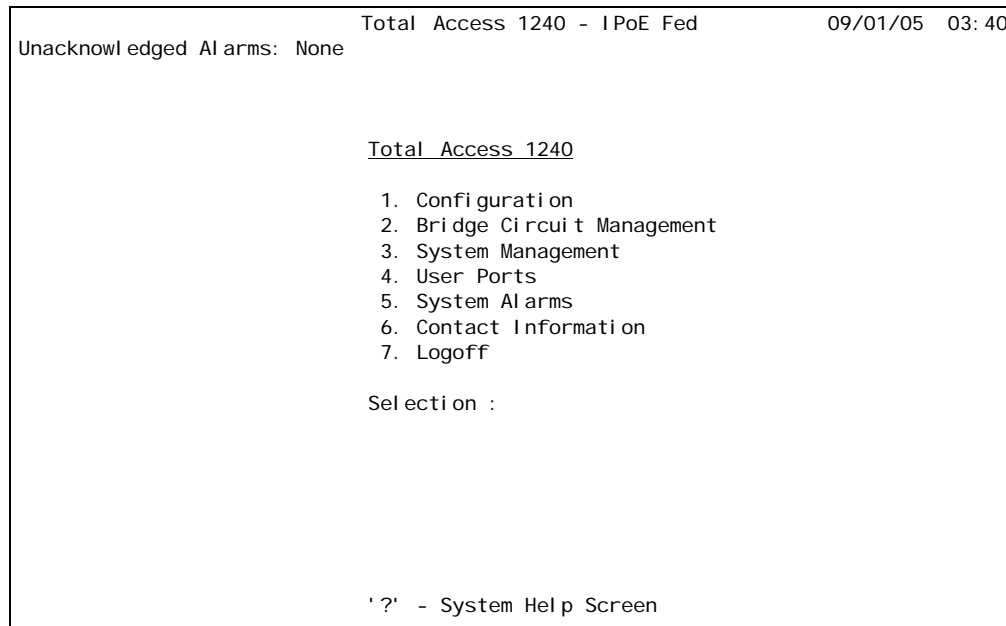 Total Access 1240 - IPoE Fed 09/01/05 03:40
Unacknowledged Alarms: None
Total Access 1240
1. Configuration
2. Bridge Circuit Management
3. System Management
4. User Ports
5. System Alarms
6. Contact Information
7. Logoff
Selection :
'?' - System Help Screen